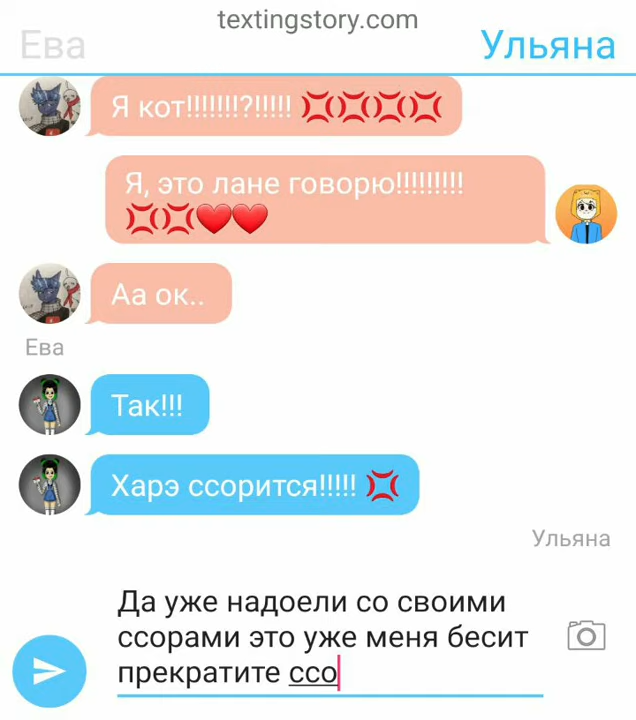 textingstory.com
Ева
Ульяна
Я кот!!!!!!!?!!!!! 💢💢💢💢
Я, это лане говорю!!!!!!!!!
💢💢❤️❤️
Аа ок..
Ева
Так!!!
Харэ ссорится!!!!! 💢
Ульяна
Да уже надоели со своими
ссорами это уже меня бесит
прекратите ссо